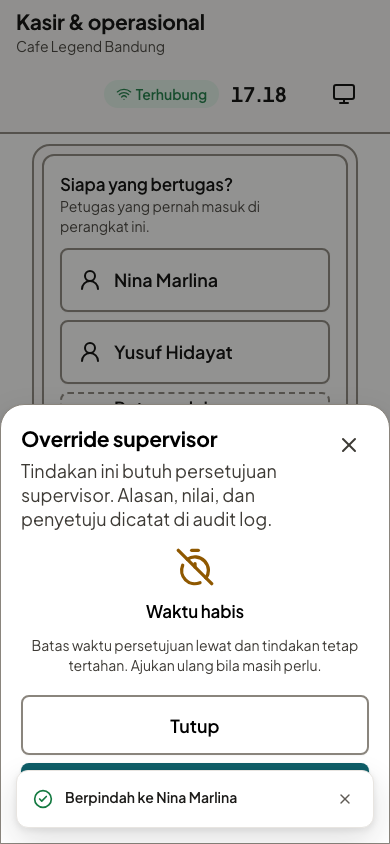 Kasir & operasional
Cafe Legend Bandung
Terhubung
17.18
Siapa yang bertugas?
Petugas yang pernah masuk di
perangkat ini.
Nina Marlina
Yusuf Hidayat
Override supervisor
Tindakan ini butuh persetujuan
supervisor. Alasan, nilai, dan
penyetuju dicatat di audit log.
Waktu habis
Batas waktu persetujuan lewat dan tindakan tetap
tertahan. Ajukan ulang bila masih perlu.
Tutup
Berpindah ke Nina Marlina